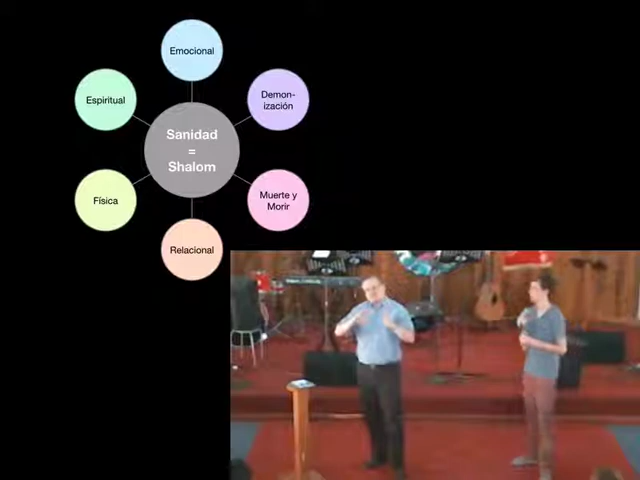 Emocional
Demon-
ización
Espiritual
Sanidad
=
Shalom
Física
Muerte y
Morir
Relacional